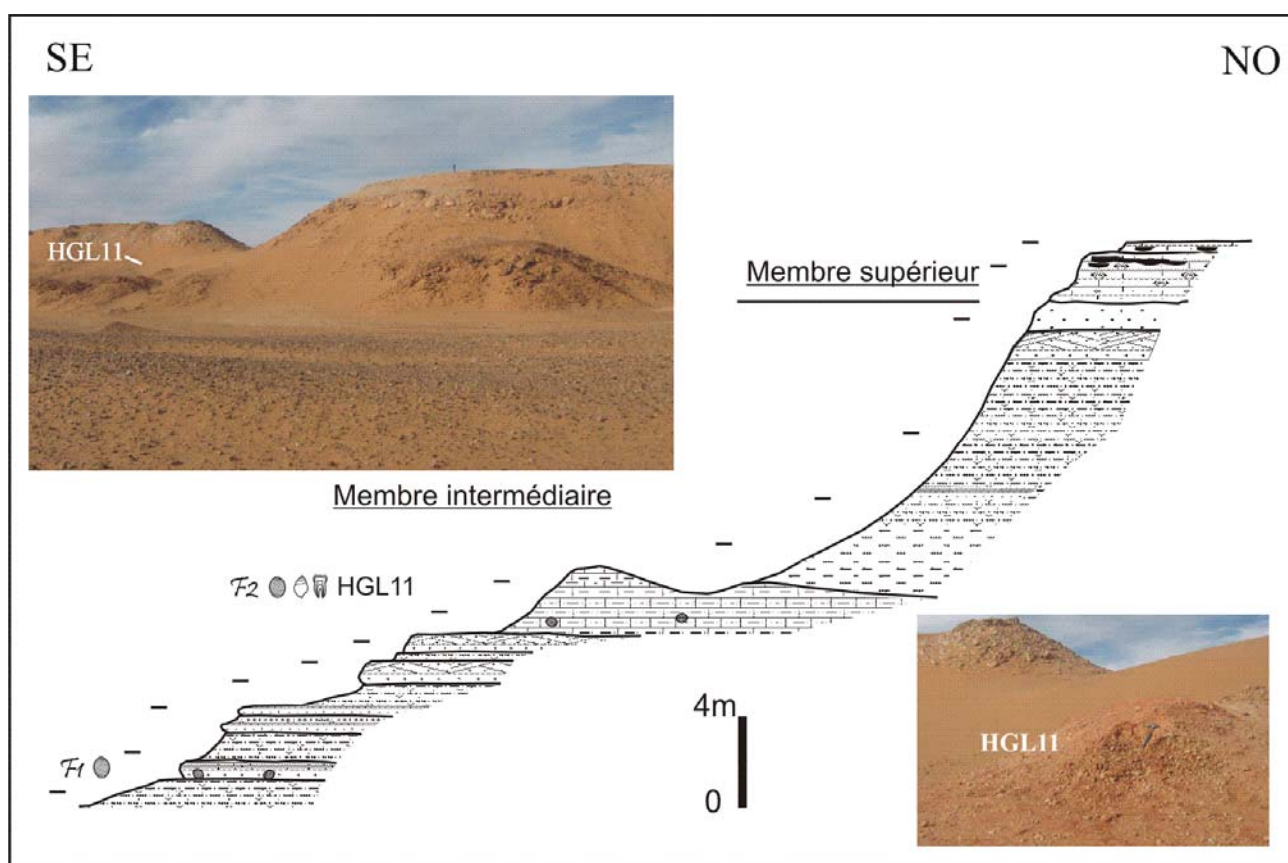 SE
NO
HGL11
Membre supérieur
Membre intermédiaire
F2 HGL11
F1
4m
0
HGL11